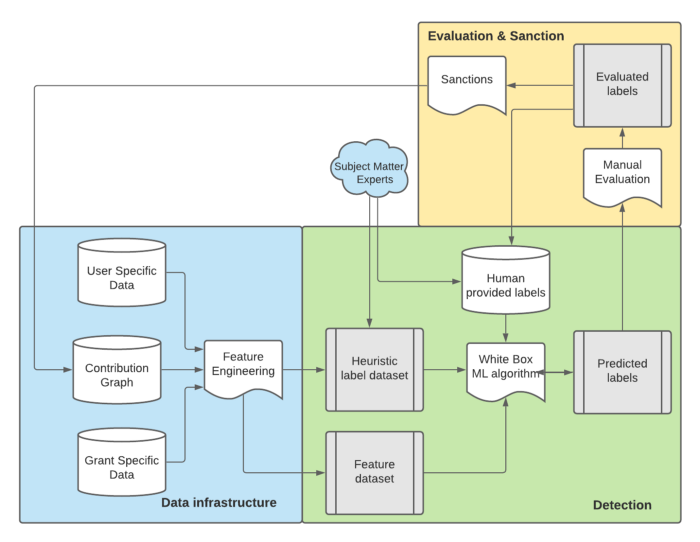 Evaluation & Sanction
Sanctions
Evaluated
labels
Subject Matter
Experts
Manual
Evaluation
User Specific
Data
Human
provided labels
Contribution
Graph
Feature
Engineering
Heuristic
label dataset
White Box
ML algorithm
Predicted
labels
Grant Specific
Data
Feature
dataset
Data infrastructure
Detection